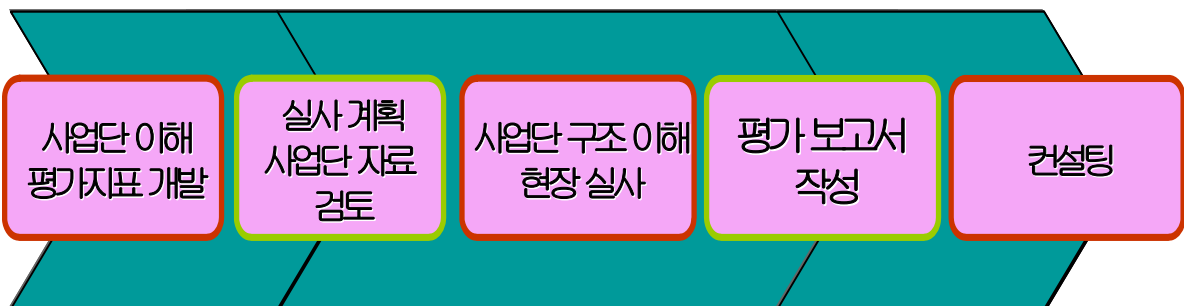 사업단 이해
평가지표 개발
실사 계획
사업단 자료
검토
사업단 구조 이해
현장 실사
평가 보고서
작성
컨설팅